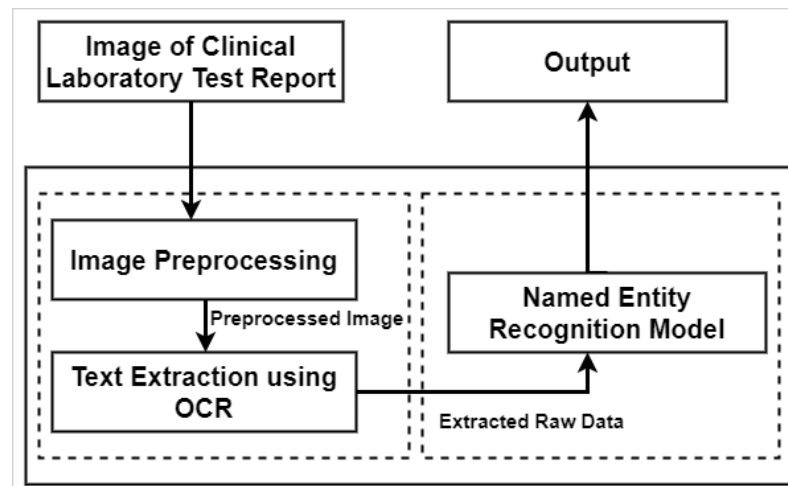 Image of Clinical
Laboratory Test Report
Output
Image Preprocessing
Preprocessed Image
Text Extraction using
OCR
Extracted Raw Data
Named Entity
Recognition Model